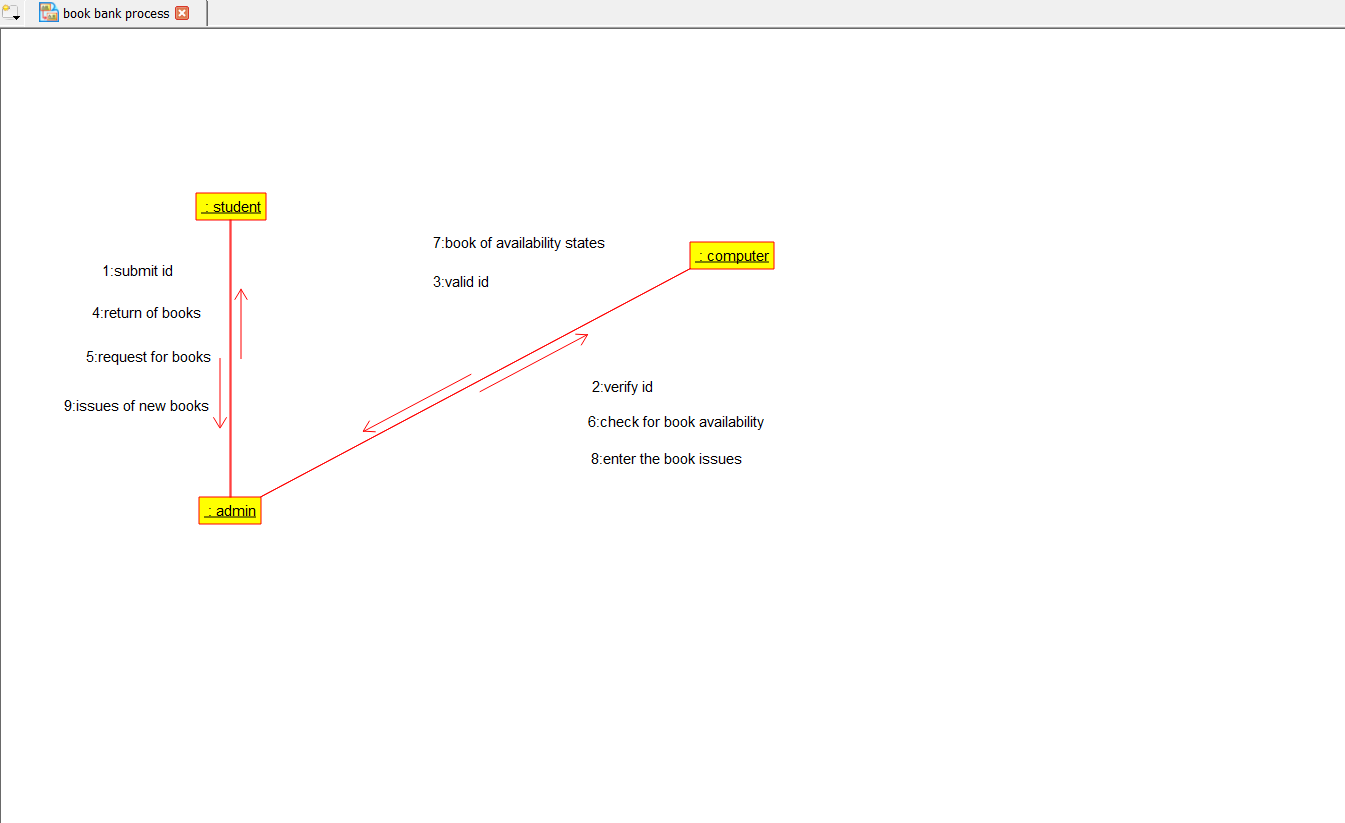 book bank process
: student
7:book of availability states
: computer
1:submit id
3:valid id
4:return of books
5:request for books
2:verify id
9:issues of new books
6:check for book availability
8:enter the book issues
: admin